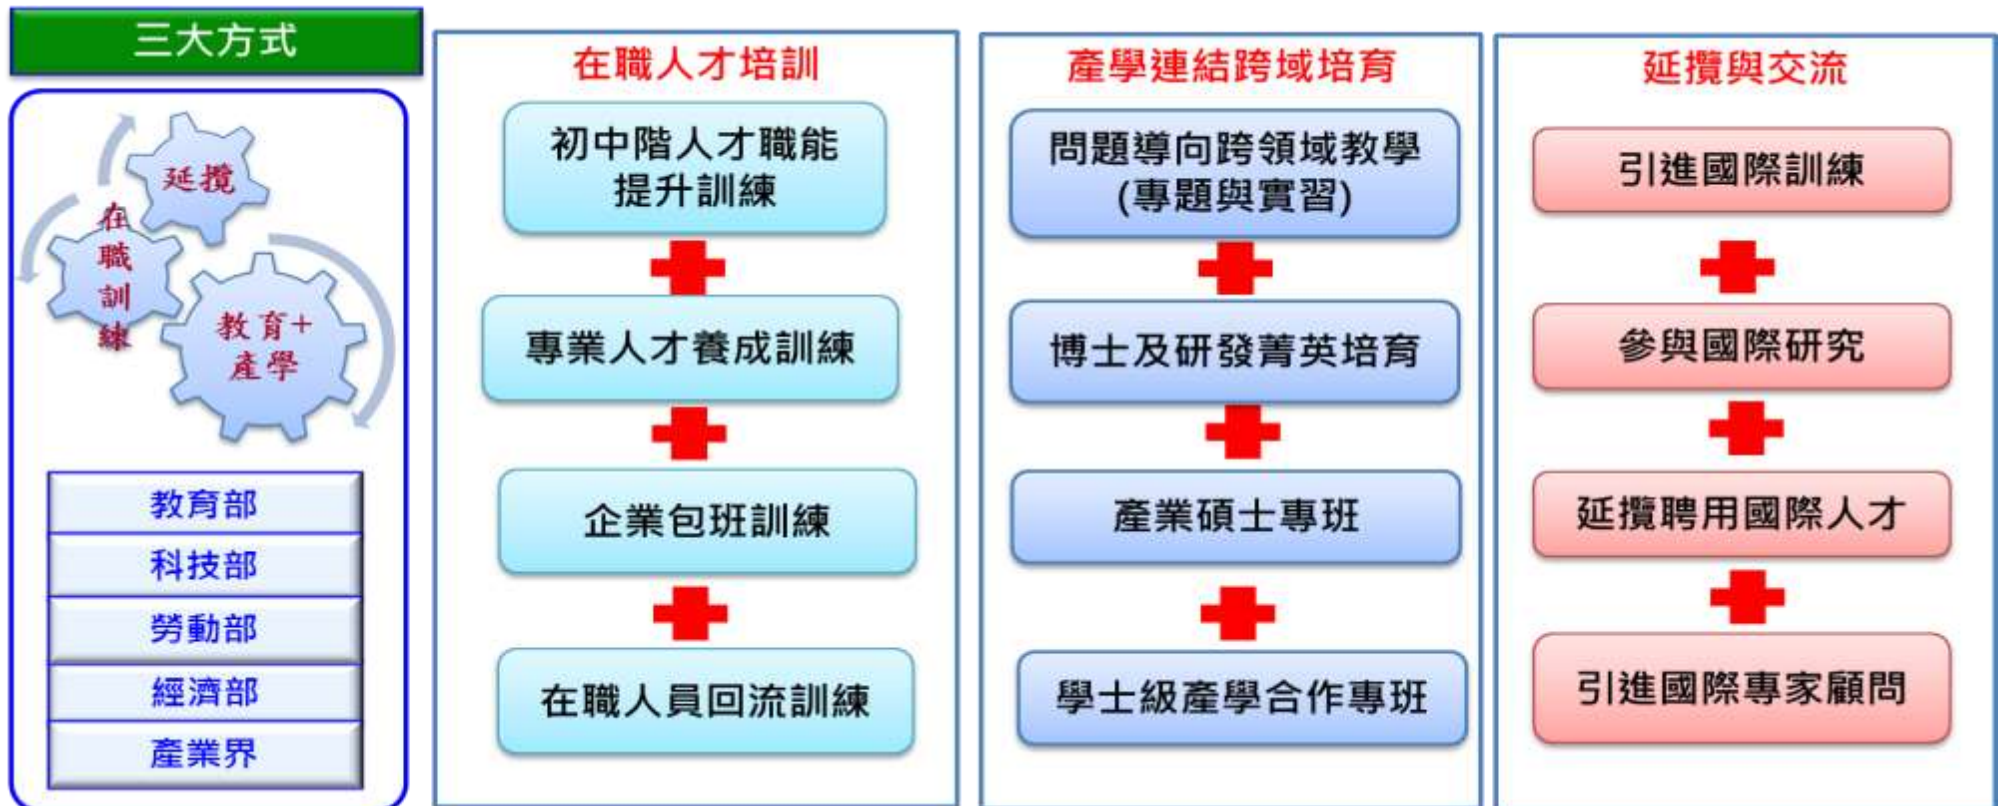 三大方式
延攬
在
職
訓
練
教育+
產學
教育部
科技部
勞動部
經濟部
產業界
在職人才培訓
初中階人才職能
提升訓練
專業人才養成訓練
企業包班訓練
在職人員回流訓練
產學連結跨域培育
問題導向跨領域教學
(專題與實習)
博士及研發菁英培育
產業碩士專班
學士級產學合作專班
延攬與交流
引進國際訓練
參與國際研究
延攬聘用國際人才
引進國際專家顧問